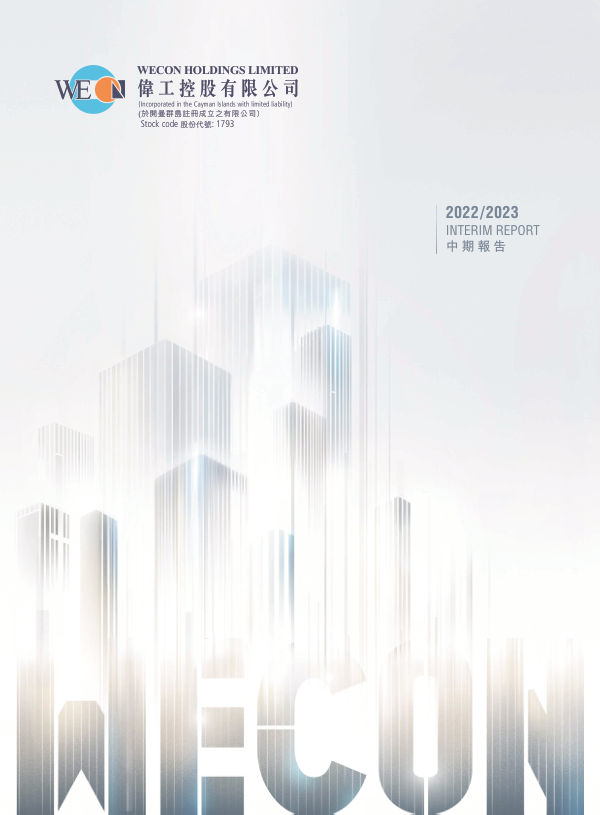 WECON
WECON HOLDINGS LIMITED
偉工控股有限公司
(Incorporated in the Cayman Islands with limited liability)
(於開曼群島註冊成立之有限公司)
Stock code 股份代號: 1793
2022/2023
INTERIM REPORT
中期報告
WECON